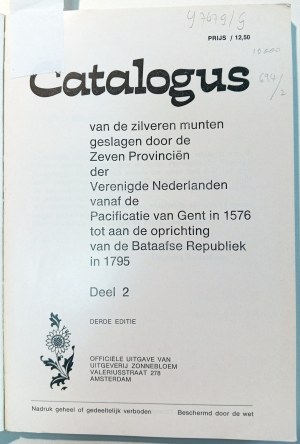 Y7679/G
PRIJS f 12,50
Catalogus
van de zilveren munten
geslagen door de
Zeven Provinciën
der
Verenigde Nederlanden
vanaf de
Pacificatie van Gent in 1576
tot aan de oprichting
van de Bataafse Republiek
in 1795
Deel 2
DERDE EDITIE
OFFICIËLE UITGAVE VAN
UITGEVERIJ ZONNEBLOEM
VALERIUSSTRAAT 278
AMSTERDAM
Nadruk geheel of gedeeltelijk verboden Beschermd door de wet